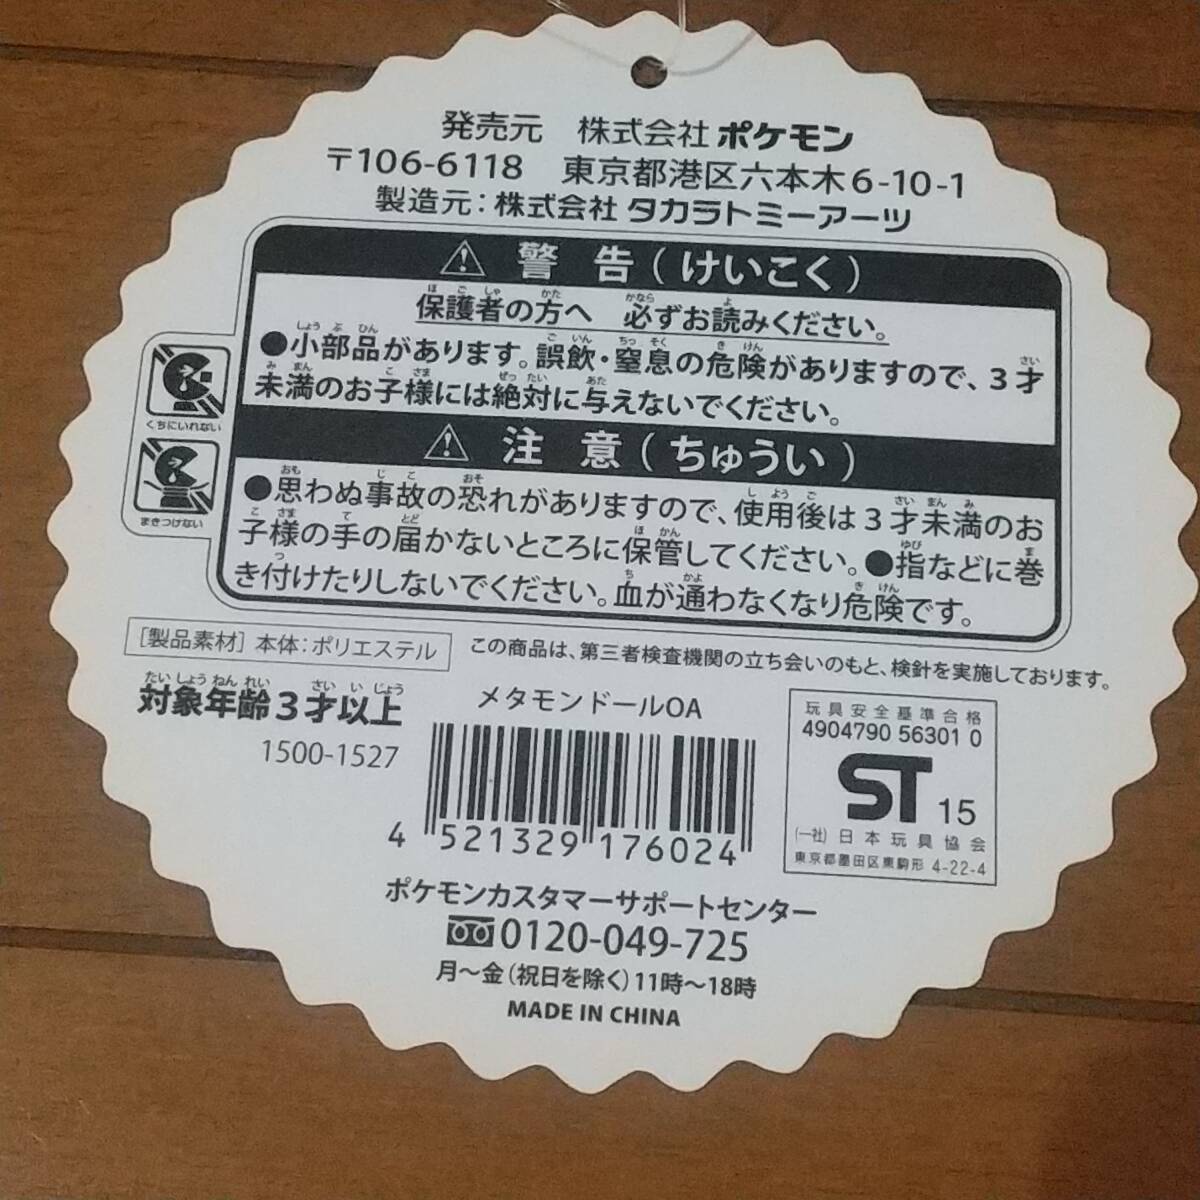 発売元 株式会社 ポケモン
〒106-6118 東京都港区六本木6-10-1
製造元：株式会社 タカラトミーアーツ
警告(けいこく)
保護者の方へ 必ずお読みください。
●小部品があります。誤飲・窒息の危険がありますので、3才
未満のお子様には絶対に与えないでください。
くちにいれない
注意(ちゅうい)
●思わぬ事故の恐れがありますので、使用後は3才未満のお
子様の手の届かないところに保管してください。●指などに巻
き付けたりしないでください。血が通わなくなり危険です。
まきつけない
[製品素材] 本体：ポリエステル
この商品は、第三者検査機関の立ち会いのもと、検針を実施しております。
対象年齢3才以上
1500-1527
メタモンドールOA
4 521329 176024
玩具安全基準合格
4904790 56301 0
ST 15
(一社) 日本玩具協会
東京都墨田区東駒形 4-22-4
ポケモンカスタマーサポートセンター
0120-049-725
月～金(祝日を除く)11時～18時
MADE IN CHINA